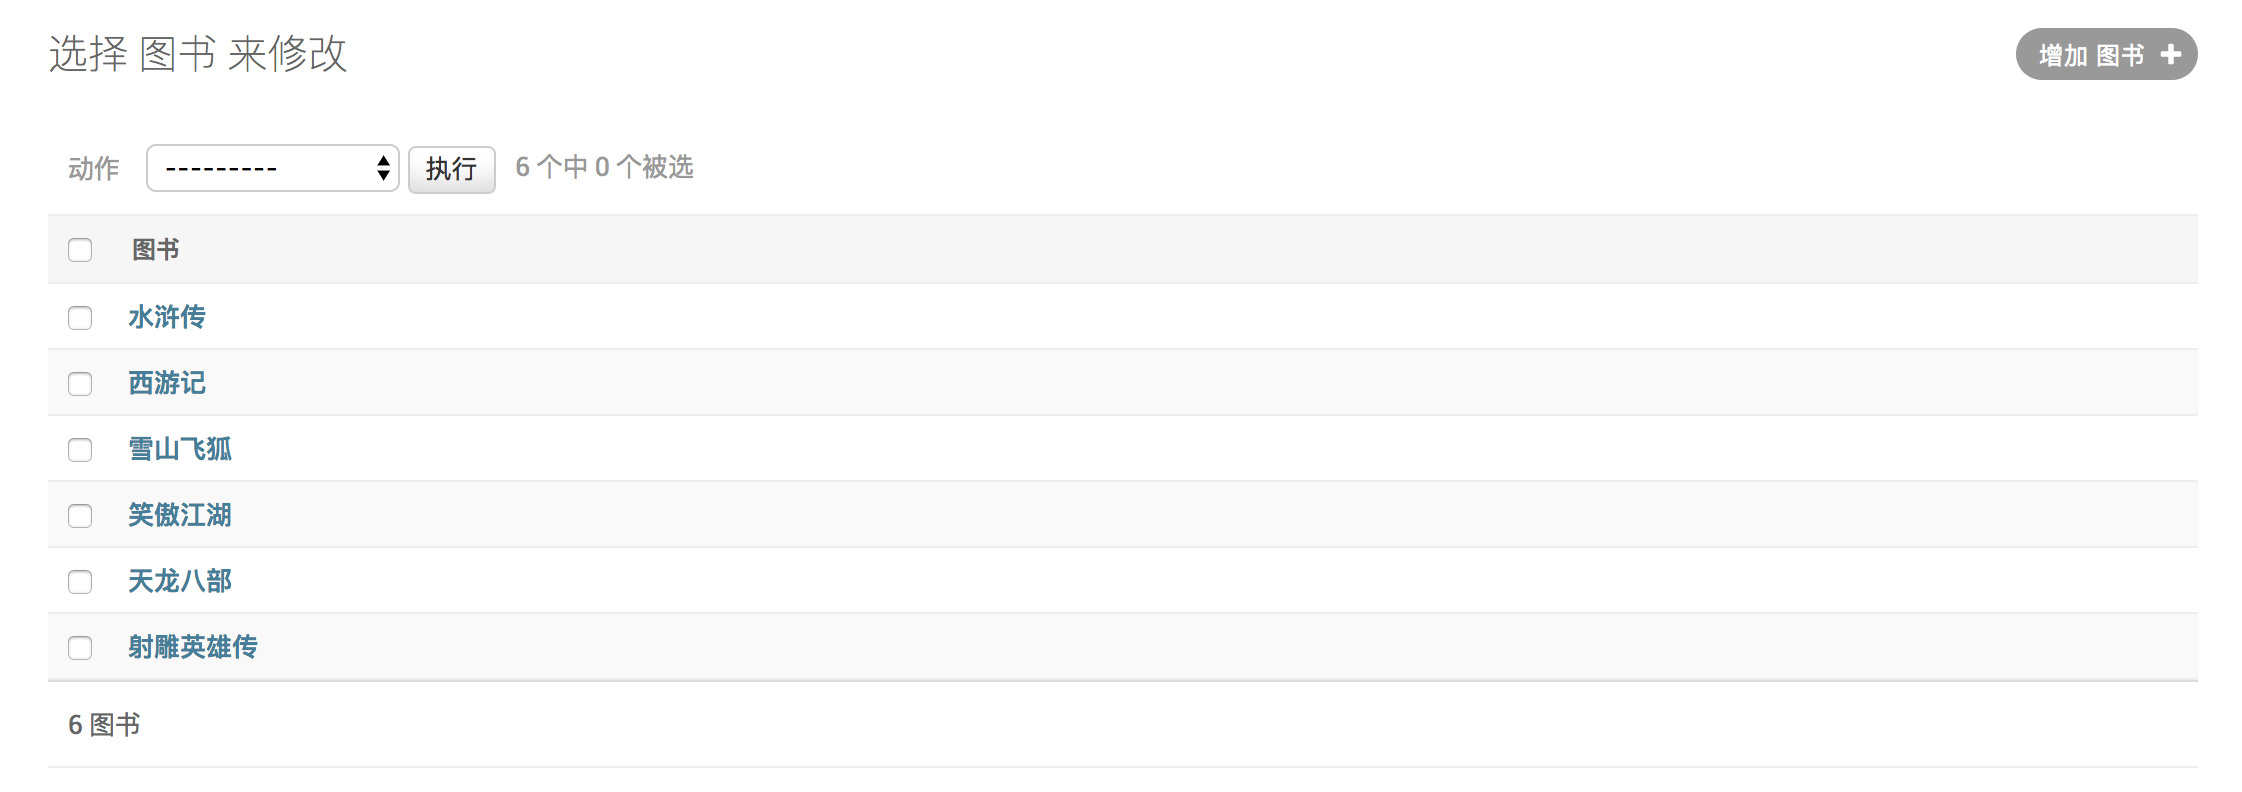 选择 图书 来修改
增加 图书
动作 --------- 执行 6 个中 0 个被选
图书
水浒传
西游记
雪山飞狐
笑傲江湖
天龙八部
射雕英雄传
6 图书